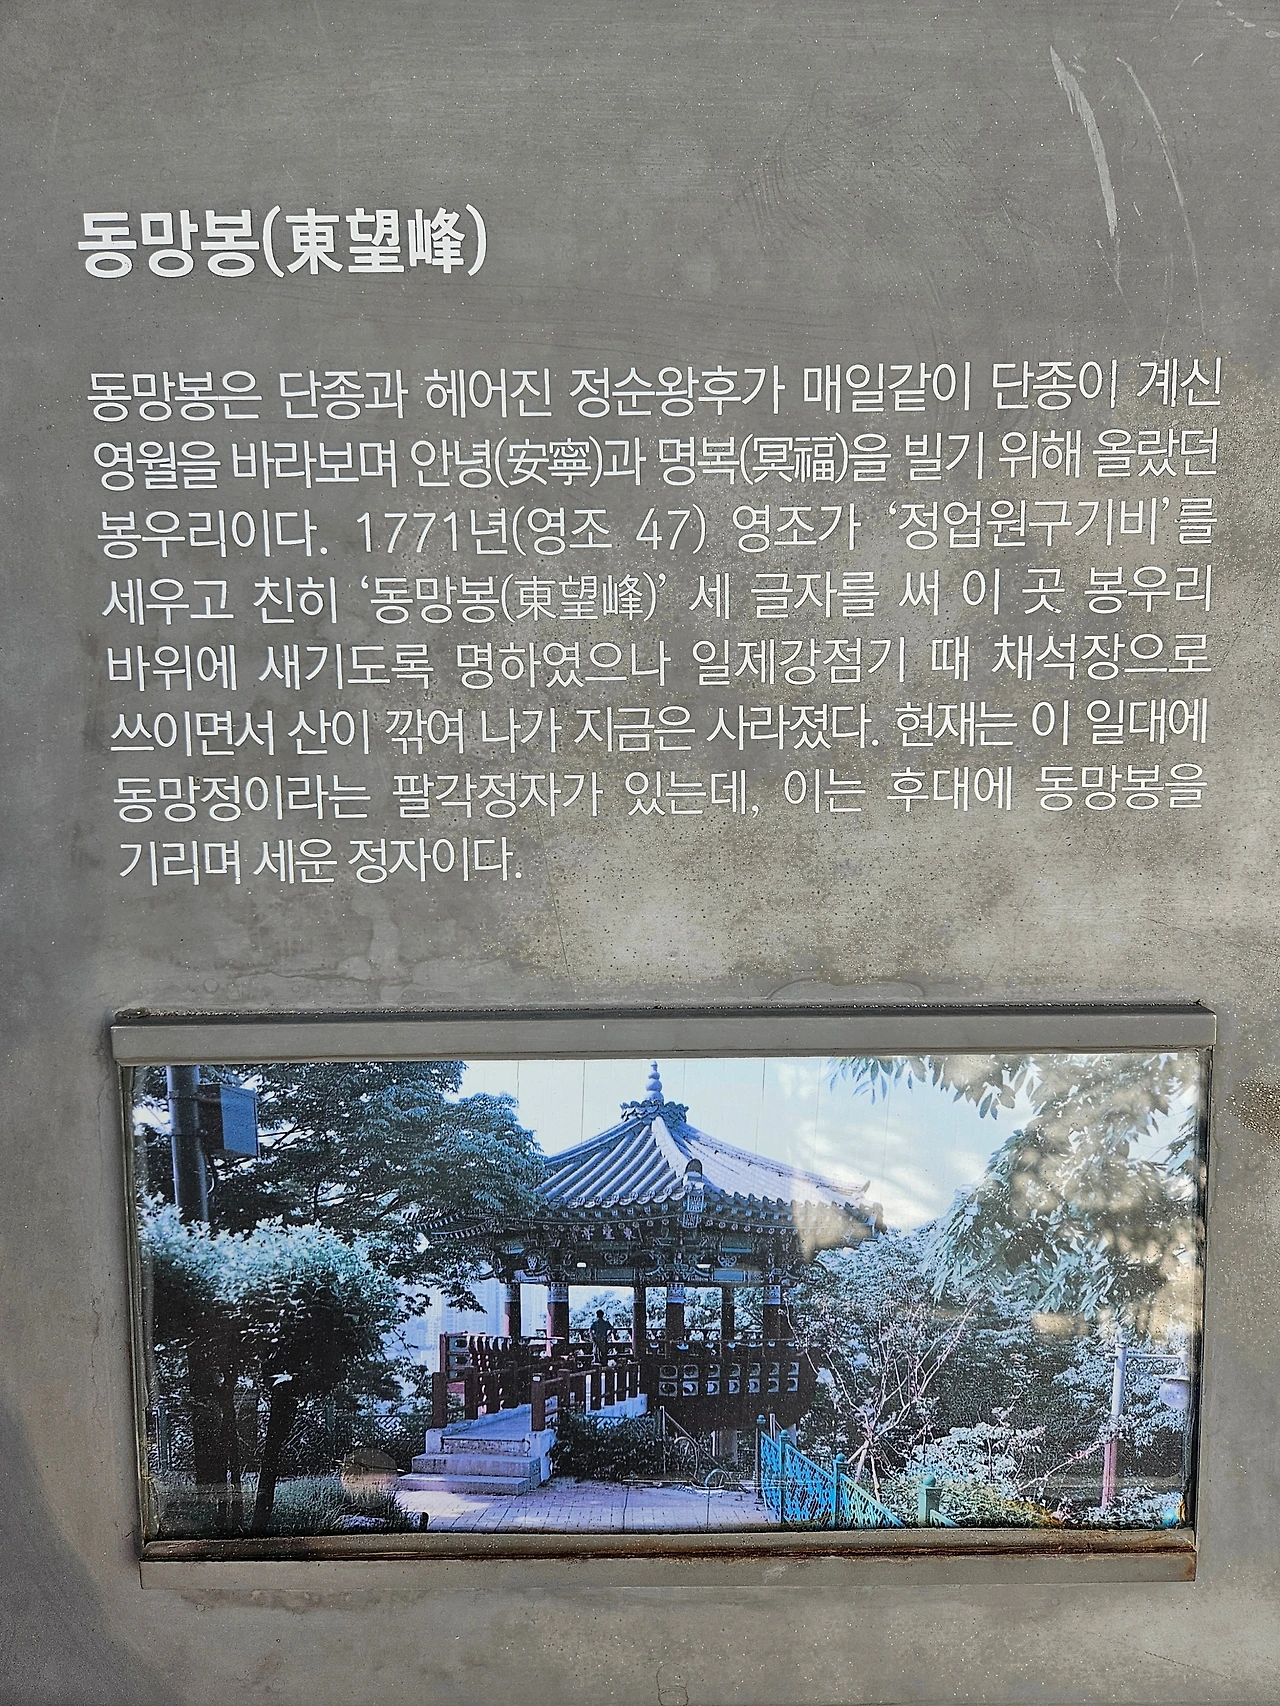 동망봉(東望峰)
동망봉은 단종과 헤어진 정순왕후가 매일같이 단종이 계신
영월을 바라보며 안녕(安寧)과 명복(冥福)을 빌기 위해 올랐던
봉우리이다. 1771년(영조 47) 영조가 ‘정업원구기비’를
세우고 친히 ‘동망봉(東望峰)’ 세 글자를 써 이 곳 봉우리
바위에 새기도록 명하였으나 일제강점기 때 채석장으로
쓰이면서 산이 깎여 나가 지금은 사라졌다. 현재는 이 일대에
동망정이라는 팔각정자가 있는데, 이는 후대에 동망봉을
기리며 세운 정자이다.